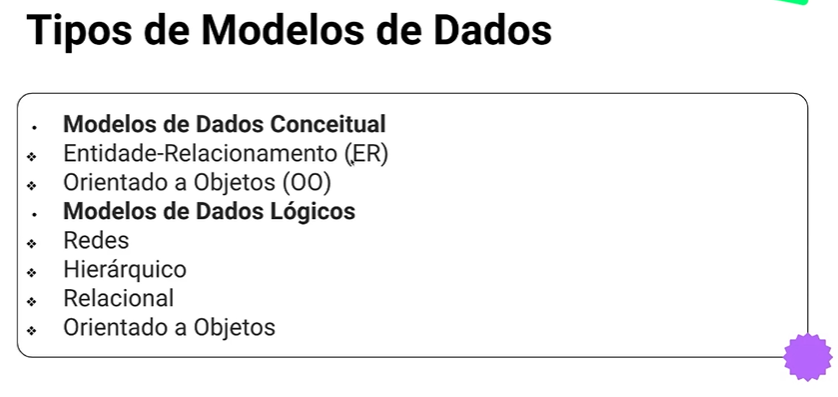 Tipos de Modelos de Dados
• Modelos de Dados Conceitual
❖ Entidade-Relacionamento (ER)
❖ Orientado a Objetos (OO)
• Modelos de Dados Lógicos
❖ Redes
❖ Hierárquico
❖ Relacional
❖ Orientado a Objetos